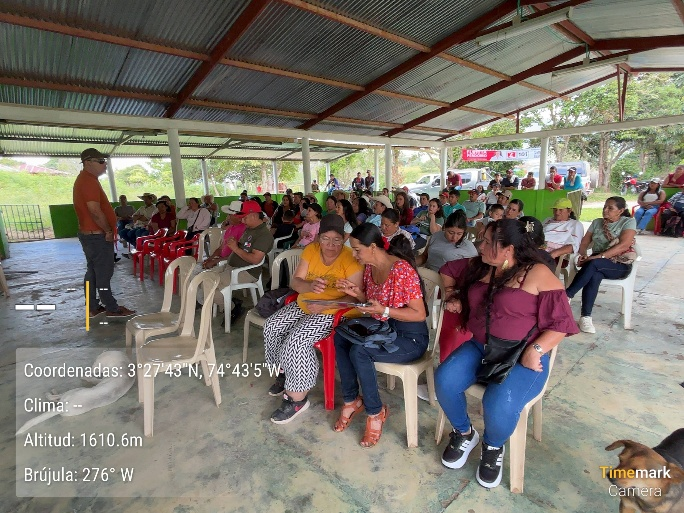 Coordenadas: 3°27'43"N, 74°43'5"W
Clima: --
Altitud: 1610.6m
Brújula: 276° W
Timemark
Camera